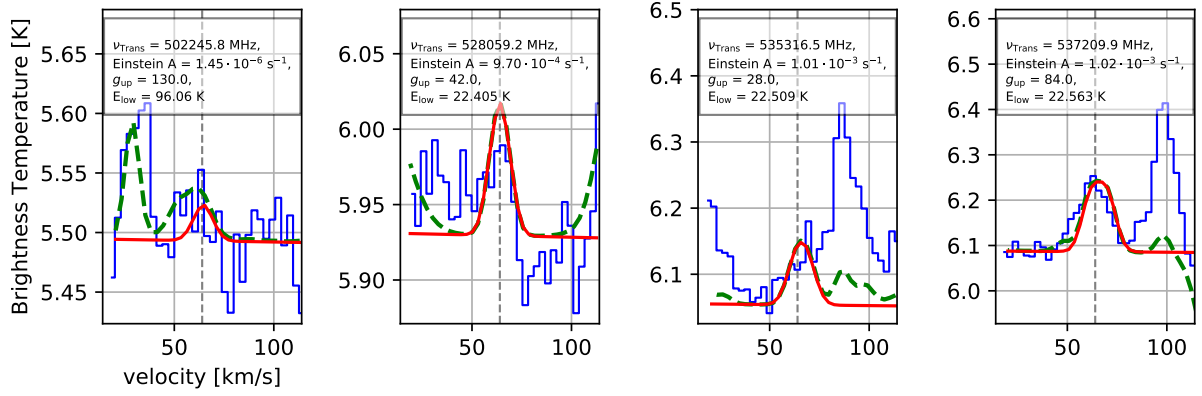 Brightness Temperature [K]
5.65
5.60
5.55
5.50
5.45
ν_Trans = 502245.8 MHz,
Einstein A = 1.45 · 10⁻⁶ s⁻¹,
g_up = 130.0,
E_low = 96.06 K
50 100
velocity [km/s]
6.05
6.00
5.95
5.90
ν_Trans = 528059.2 MHz,
Einstein A = 9.70 · 10⁻⁴ s⁻¹,
g_up = 42.0,
E_low = 22.405 K
50 100
6.5
6.4
6.3
6.2
6.1
ν_Trans = 535316.5 MHz,
Einstein A = 1.01 · 10⁻³ s⁻¹,
g_up = 28.0,
E_low = 22.509 K
50 100
6.6
6.5
6.4
6.3
6.2
6.1
6.0
ν_Trans = 537209.9 MHz,
Einstein A = 1.02 · 10⁻³ s⁻¹,
g_up = 84.0,
E_low = 22.563 K
50 100